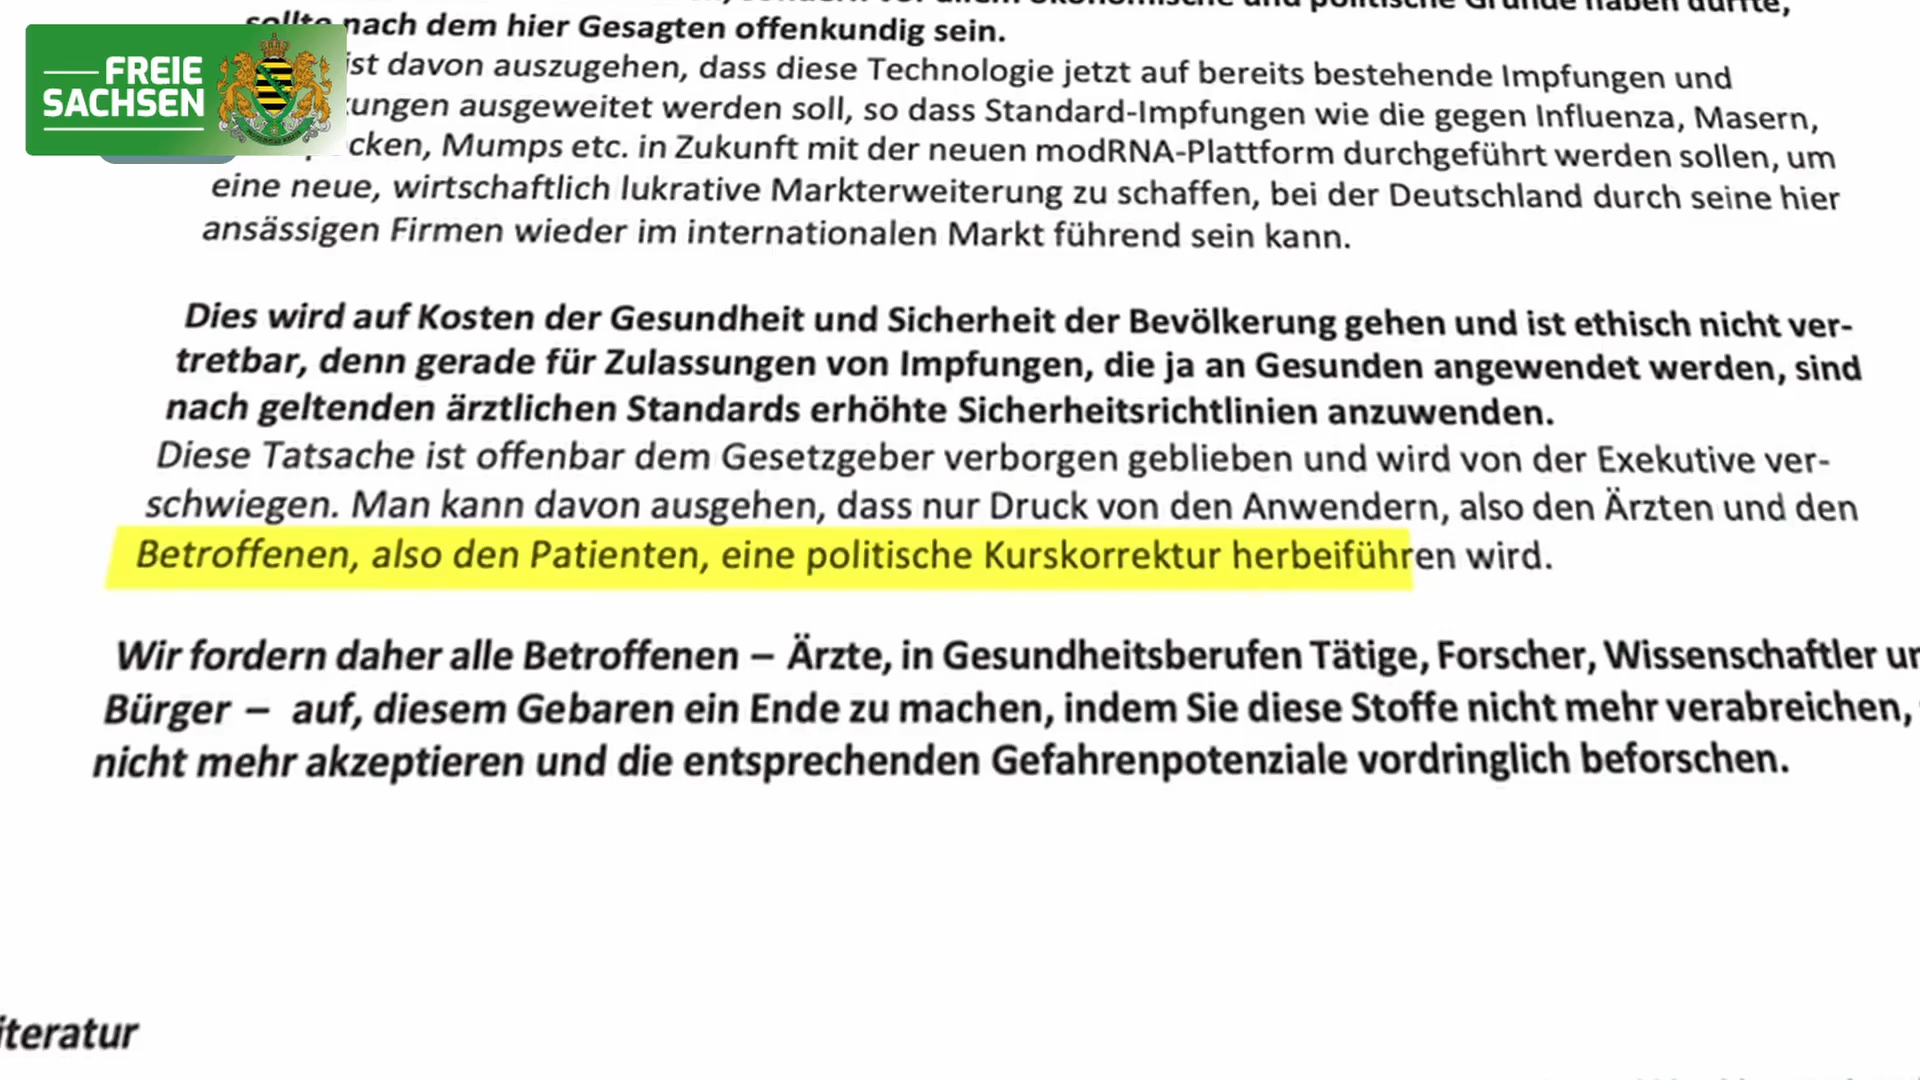 FREIE
SACHSEN
sollte nach dem hier Gesagten offenkundig sein.
ist davon auszugehen, dass diese Technologie jetzt auf bereits bestehende Impfungen und
ausgeweitet werden soll, so dass Standard-Impfungen wie die gegen Influenza, Masern,
Mumps etc. in Zukunft mit der neuen modRNA-Plattform durchgeführt werden sollen, um
eine neue, wirtschaftlich lukrative Markterweiterung zu schaffen, bei der Deutschland durch seine hier
ansässigen Firmen wieder im internationalen Markt führend sein kann.
Dies wird auf Kosten der Gesundheit und Sicherheit der Bevölkerung gehen und ist ethisch nicht ver-
tretbar, denn gerade für Zulassungen von Impfungen, die ja an Gesunden angewendet werden, sind
nach geltenden ärztlichen Standards erhöhte Sicherheitsrichtlinien anzuwenden.
Diese Tatsache ist offenbar dem Gesetzgeber verborgen geblieben und wird von der Exekutive ver-
schwiegen. Man kann davon ausgehen, dass nur Druck von den Anwendern, also den Ärzten und den
Betroffenen, also den Patienten, eine politische Kurskorrektur herbeiführen wird.
Wir fordern daher alle Betroffenen – Ärzte, in Gesundheitsberufen Tätige, Forscher, Wissenschaftler
Bürger – auf, diesem Gebaren ein Ende zu machen, indem Sie diese Stoffe nicht mehr verabreichen,
nicht mehr akzeptieren und die entsprechenden Gefahrenpotenziale vordringlich beforschen.
iteratur